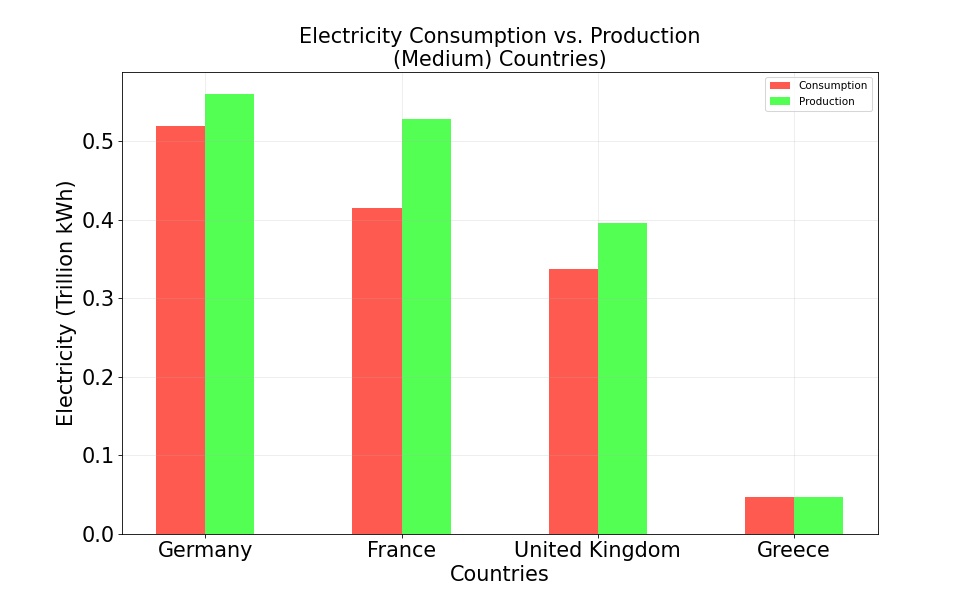 Electricity Consumption vs. Production
(Medium) Countries)
Consumption
Production
Electricity (Trillion kWh)
0.5
0.4
0.3
0.2
0.1
0.0
Germany
France
United Kingdom
Greece
Countries